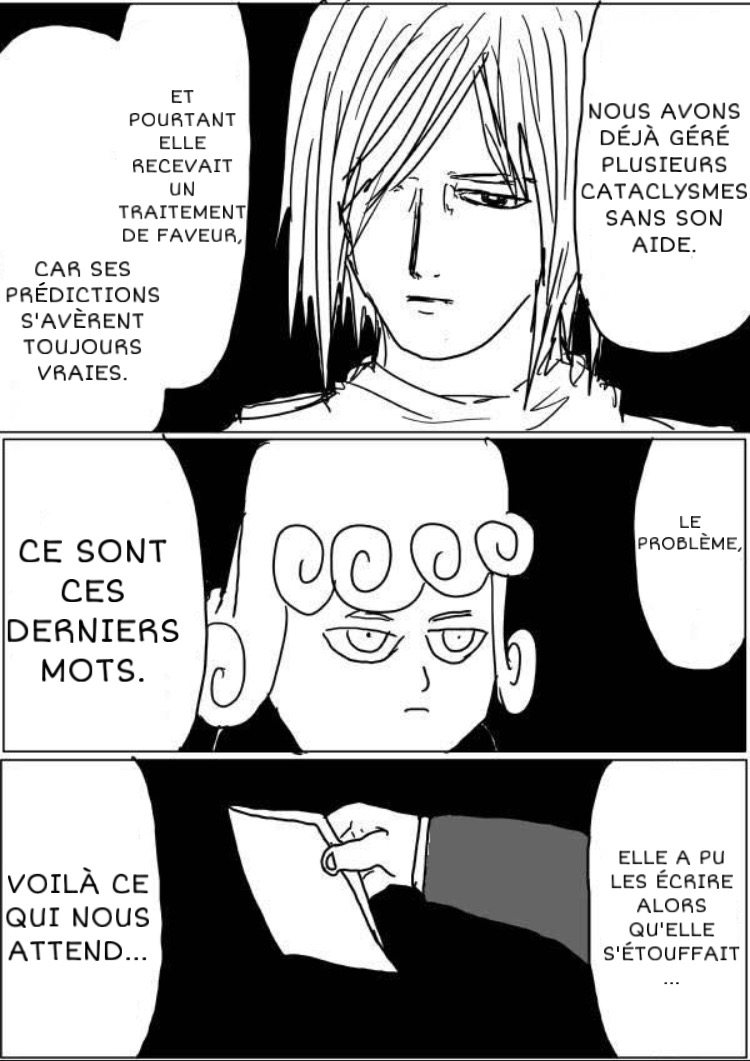 NOUS AVONS
DÉJÀ GÉRÉ
PLUSIEURS
CATACLYSMES
SANS SON
AIDE.
ET
POURTANT
ELLE
RECEVAIT
UN
TRAITEMENT
DE FAVEUR,
CAR SES
PRÉDICTIONS
S'AVÈRENT
TOUJOURS
VRAIES.
LE
PROBLÈME,
CE SONT
CES
DERNIERS
MOTS.
ELLE A PU
LES ÉCRIRE
ALORS
QU'ELLE
S'ÉTOUFFAIT
...
VOILÀ CE
QUI NOUS
ATTEND...